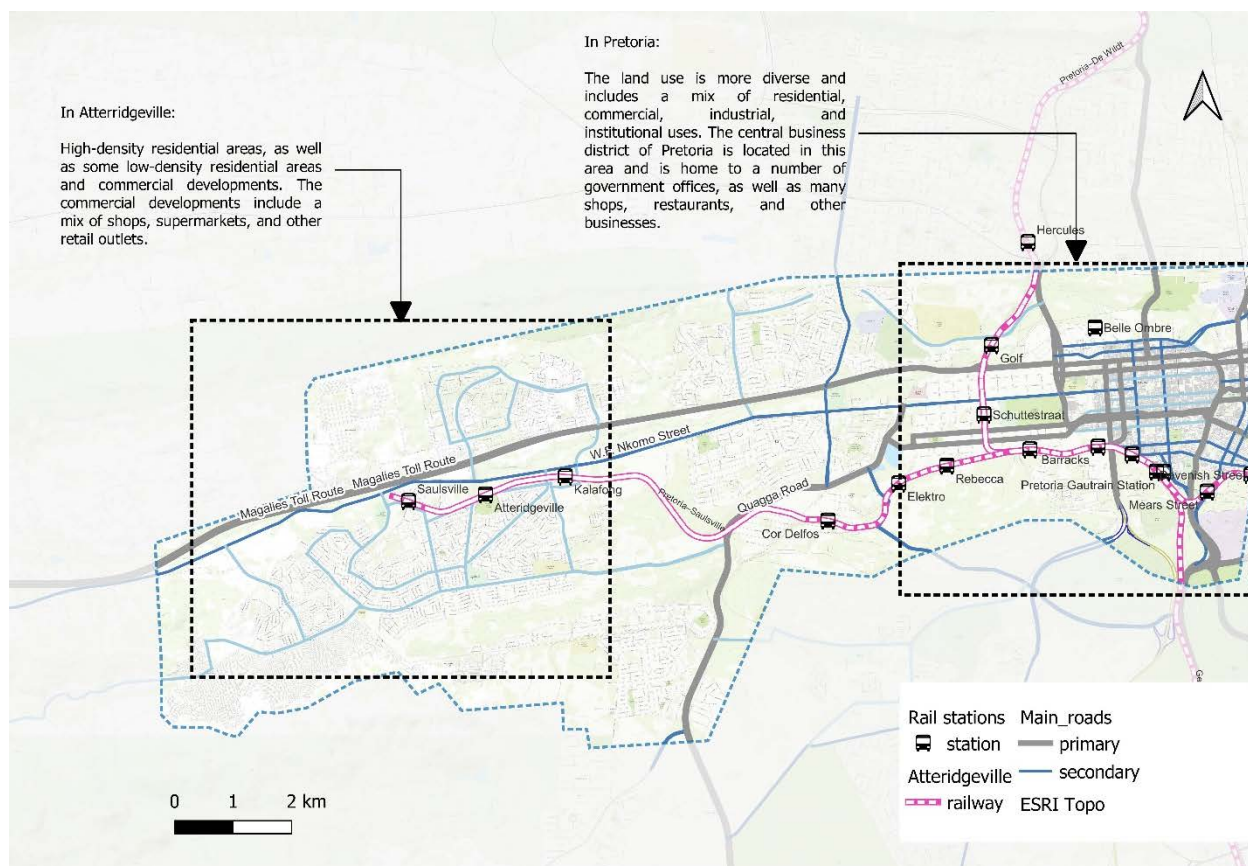 In Pretoria:
The land use is more diverse and
includes a mix of residential,
commercial, industrial, and
institutional uses. The central business
district of Pretoria is located in this
area and is home to a number of
government offices, as well as many
shops, restaurants, and other
businesses.
In Atterridgeville:
High-density residential areas, as well
as some low-density residential areas
and commercial developments. The
commercial developments include a
mix of shops, supermarkets, and other
retail outlets.
Pretoria-De Wildt
Hercules
Belle Ombre
Golf
Schuttestraat
W.F. Nkomo Street
Magalies Toll Route
Magalies Toll Route
Saulsville
Atteridgeville
Kalafong
Pretoria-Saulsville
Quagga Road
Cor Delfos
Elektro
Rebecca
Barracks
Pretoria Gautrain Station
Street
Mears Street
Rail stations
station
Atteridgeville
railway
Main_roads
primary
secondary
ESRI Topo
0 1 2 km